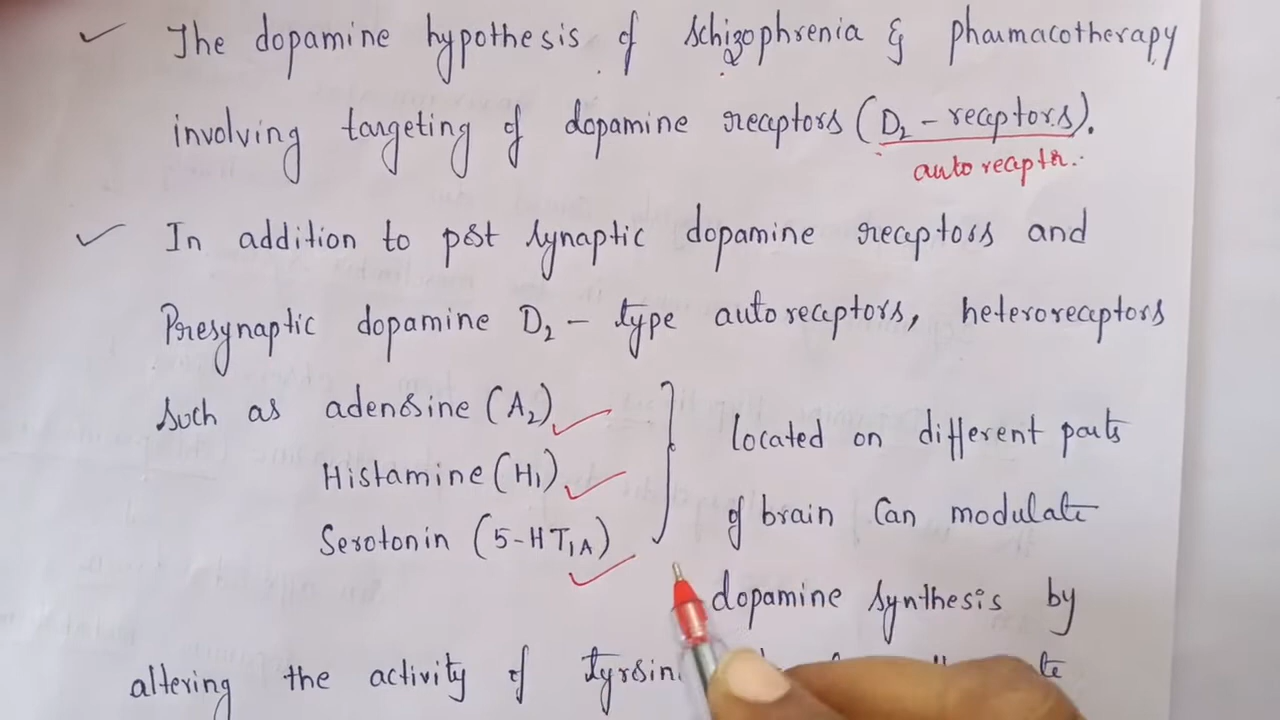 The dopamine hypothesis of schizophrenia & pharmacotherapy
involving targeting of dopamine receptors (D2 - receptors).
auto receptr.
In addition to post synaptic dopamine receptors and
Presynaptic dopamine D2 - type autoreceptors, heteroreceptors
such as adenosine (A2)
Histamine (H1)
Serotonin (5-HT1A)
located on different parts
of brain can modulate
dopamine synthesis by
altering the activity of